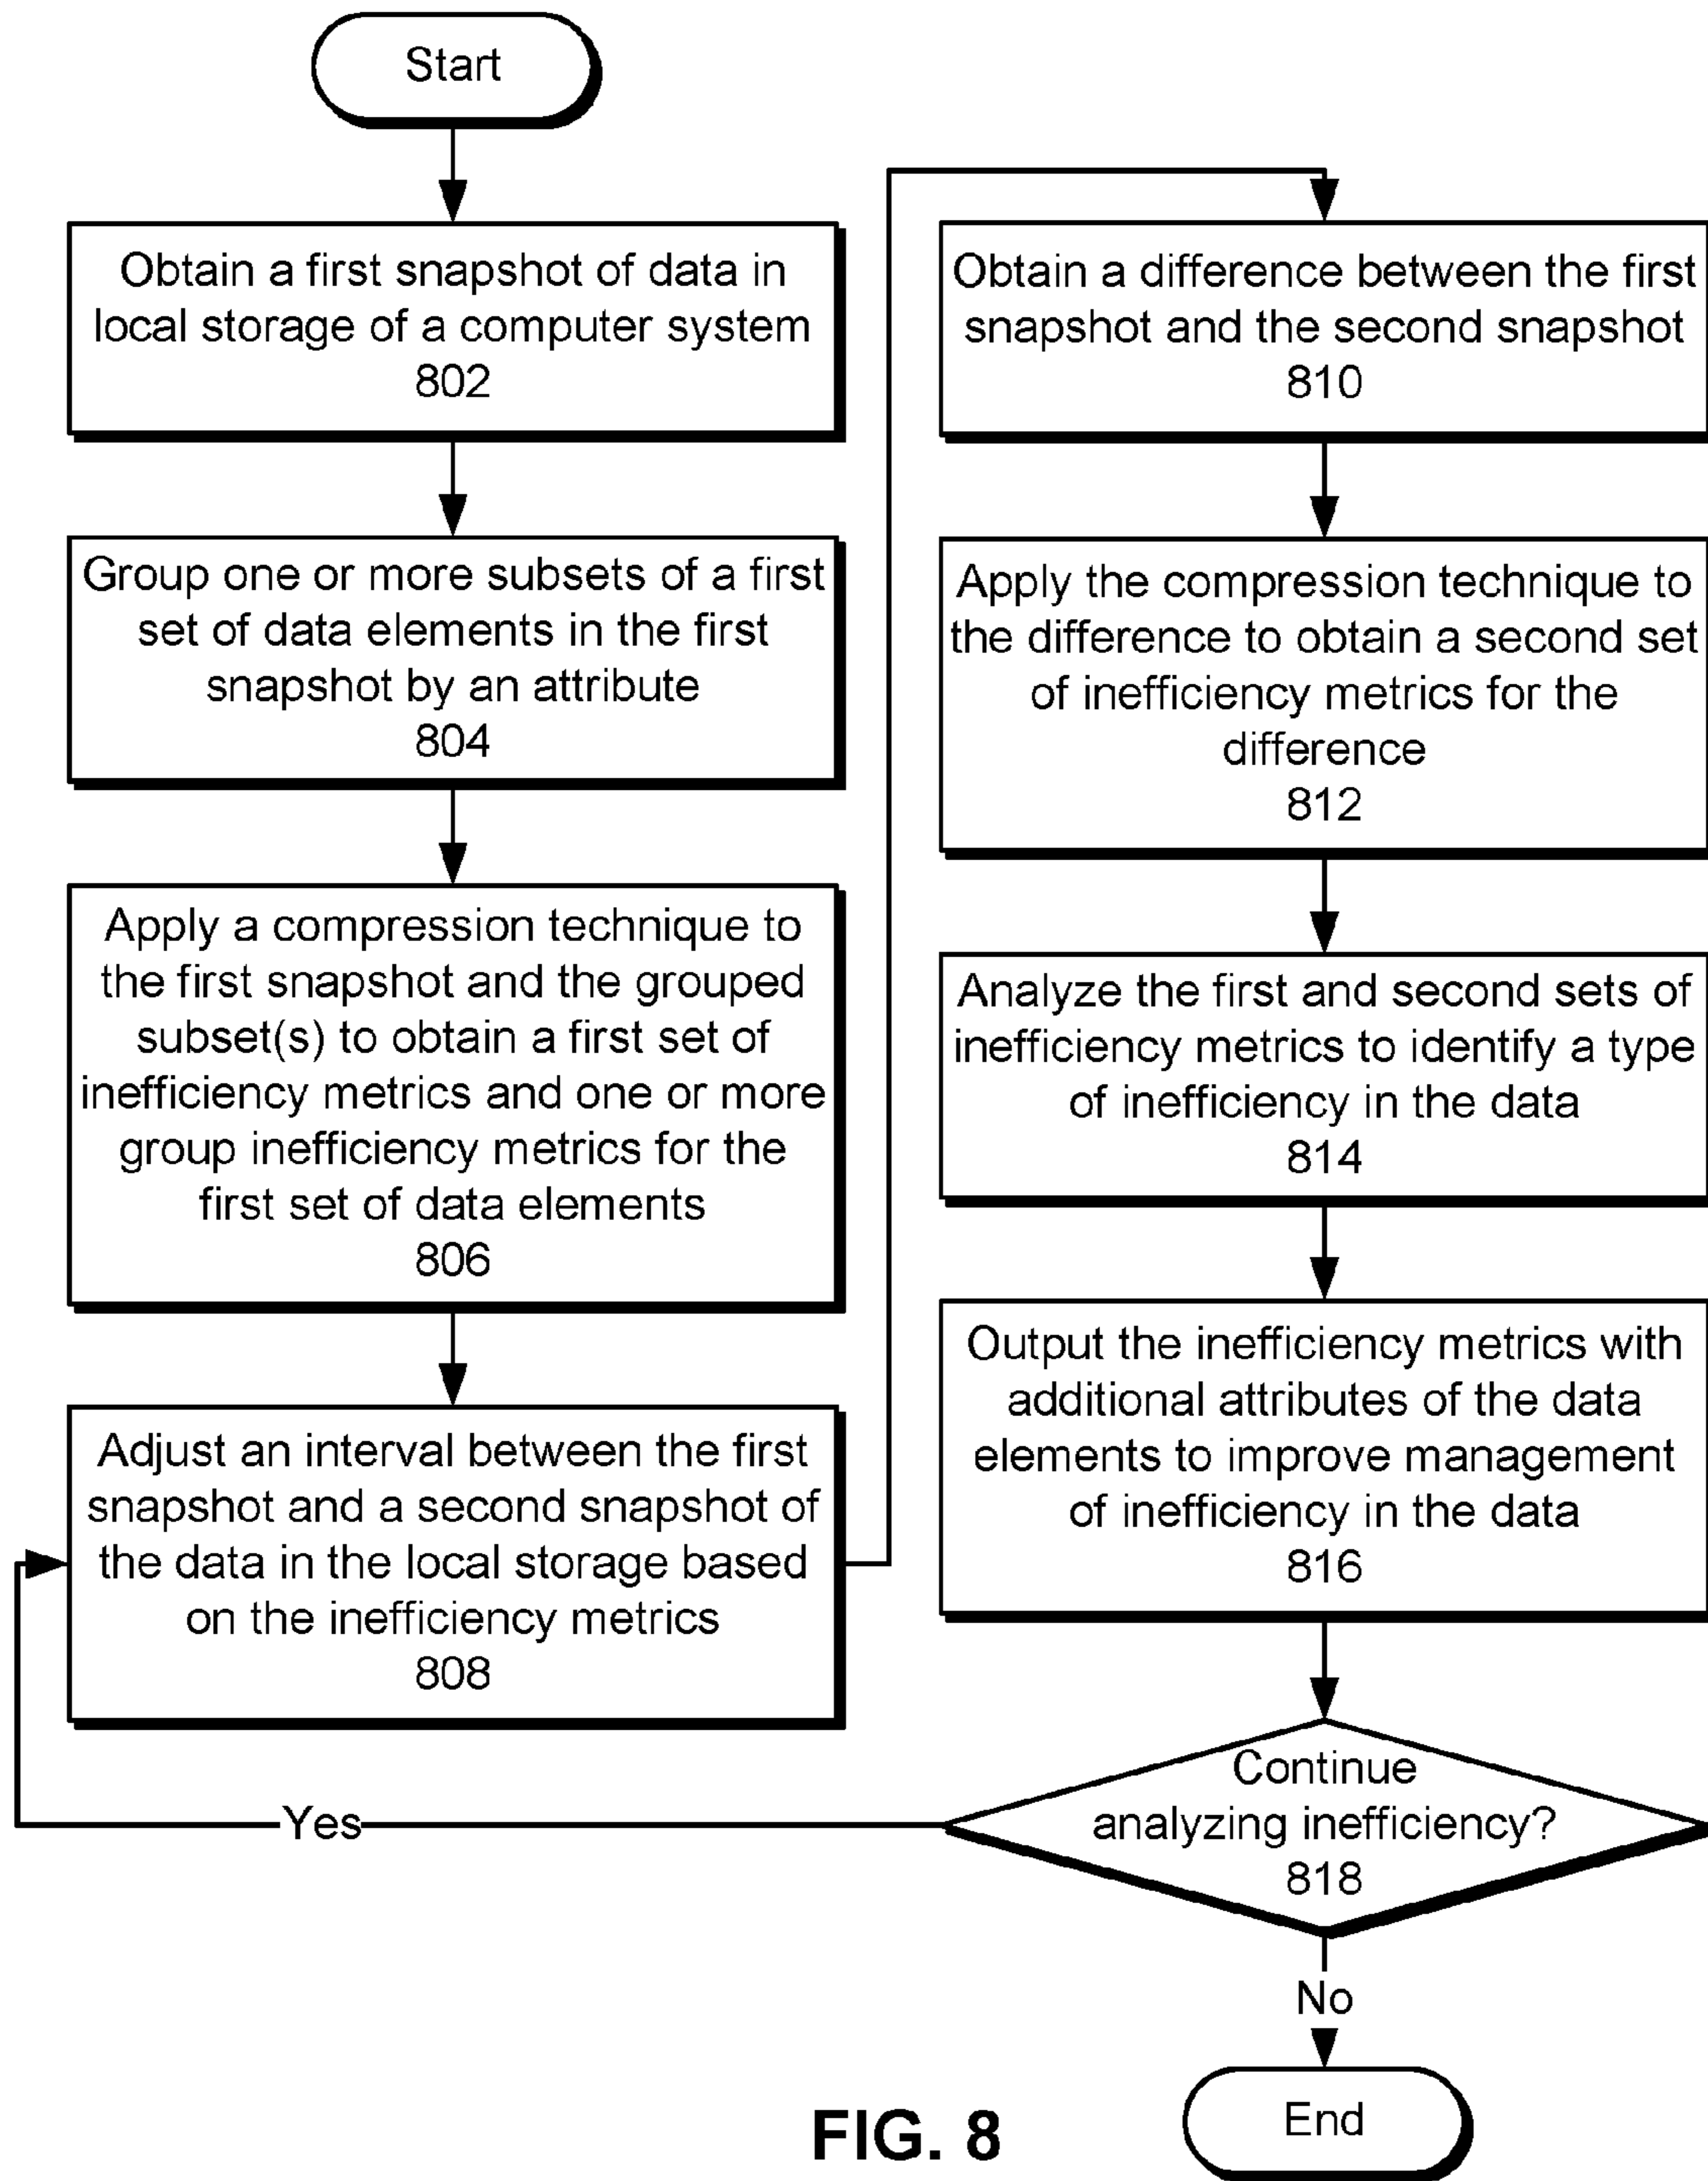 Start
Obtain a first snapshot of data in
local storage of a computer system
802
Group one or more subsets of a first
set of data elements in the first
snapshot by an attribute
804
Apply a compression technique to
the first snapshot and the grouped
subset(s) to obtain a first set of
inefficiency metrics and one or more
group inefficiency metrics for the
first set of data elements
806
Adjust an interval between the first
snapshot and a second snapshot of
the data in the local storage based
on the inefficiency metrics
808
Obtain a difference between the first
snapshot and the second snapshot
810
Apply the compression technique to
the difference to obtain a second set
of inefficiency metrics for the
difference
812
Analyze the first and second sets of
inefficiency metrics to identify a type
of inefficiency in the data
814
Output the inefficiency metrics with
additional attributes of the data
elements to improve management
of inefficiency in the data
816
Continue
analyzing inefficiency?
818
Yes
No
End
FIG. 8